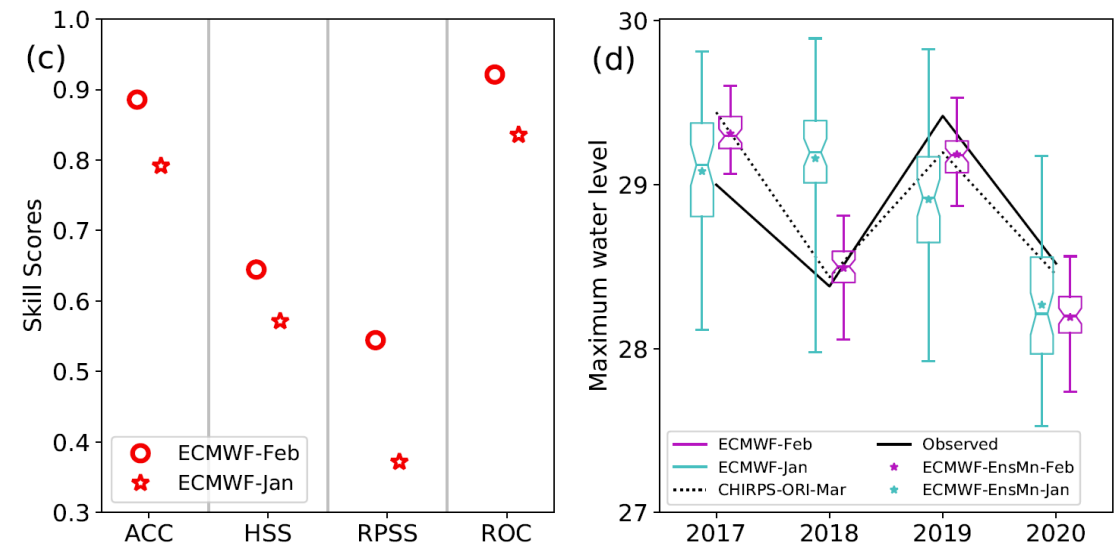 (c)
Skill Scores
1.0
0.9
0.8
0.7
0.6
0.5
0.4
0.3
ECMWF-Feb
ECMWF-Jan
ACC HSS RPSS ROC
(d)
Maximum water level
30
29
28
27
ECMWF-Feb
ECMWF-Jan
CHIRPS-ORI-Mar
Observed
ECMWF-EnsMn-Feb
ECMWF-EnsMn-Jan
2017 2018 2019 2020